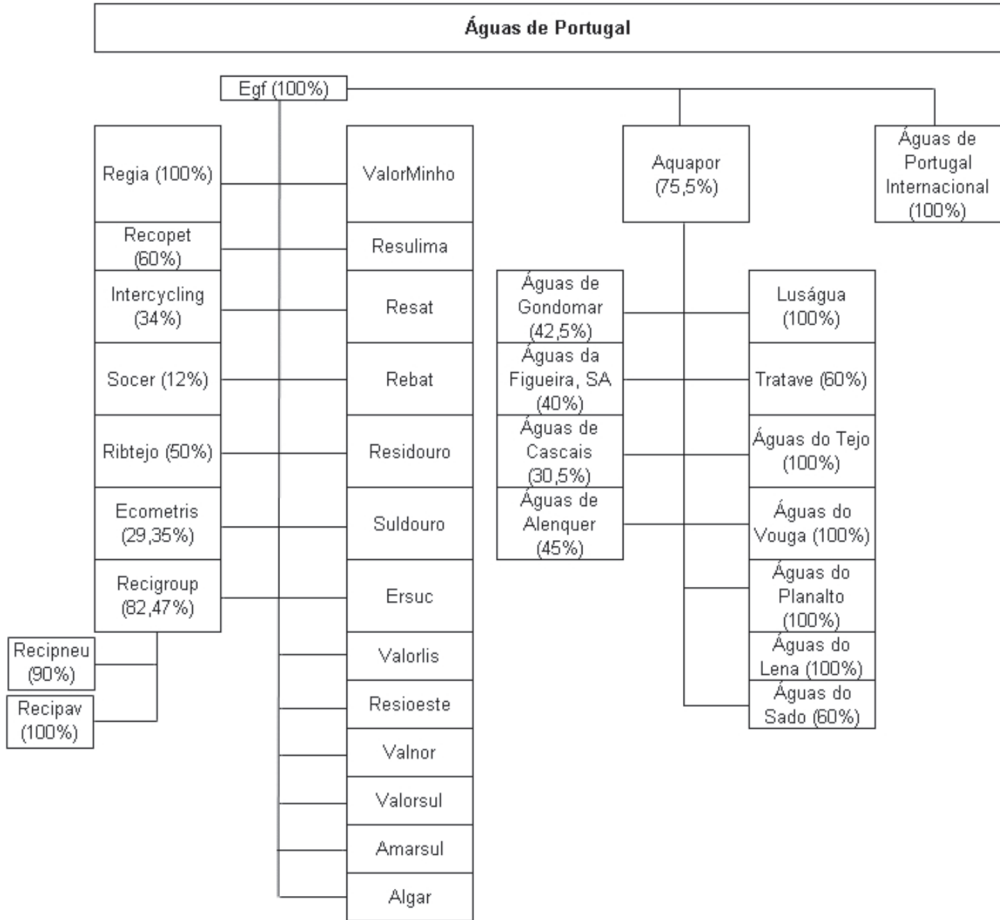 Águas de Portugal
Egf (100%)
Regia (100%)
Recopet
(60%)
Intercycling
(34%)
Socer (12%)
Ribtejo (50%)
Ecometris
(29,35%)
Recigroup
(82,47%)
Recipneu
(90%)
Recipav
(100%)
ValorMinho
Resulima
Resat
Rebat
Residouro
Suldouro
Ersuc
Valorlis
Resioeste
Valnor
Valorsul
Amarsul
Algar
Aquapor
(75,5%)
Águas de
Gondomar
(42,5%)
Águas da
Figueira, SA
(40%)
Águas de
Cascais
(30,5%)
Águas de
Alenquer
(45%)
Luságua
(100%)
Tratave (60%)
Águas do Tejo
(100%)
Águas do
Vouga (100%)
Águas do
Planalto
(100%)
Águas do
Lena (100%)
Águas do
Sado (60%)
Águas de
Portugal
Internacional
(100%)